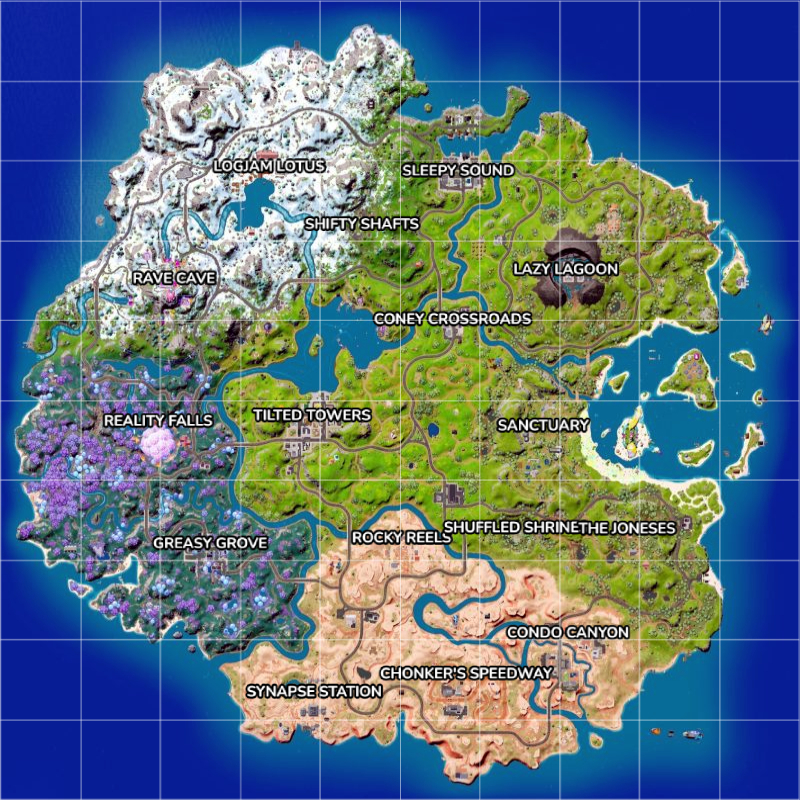 LOGJAM LOTUS
SLEEPY SOUND
SHIFTY SHAFTS
RAVE CAVE
LAZY LAGOON
CONEY CROSSROADS
REALITY FALLS
TILTED TOWERS
SANCTUARY
GREASY GROVE
ROCKY REELS
SHUFFLED SHRINE
THE JONESES
CONDO CANYON
CHONKER'S SPEEDWAY
SYNAPSE STATION